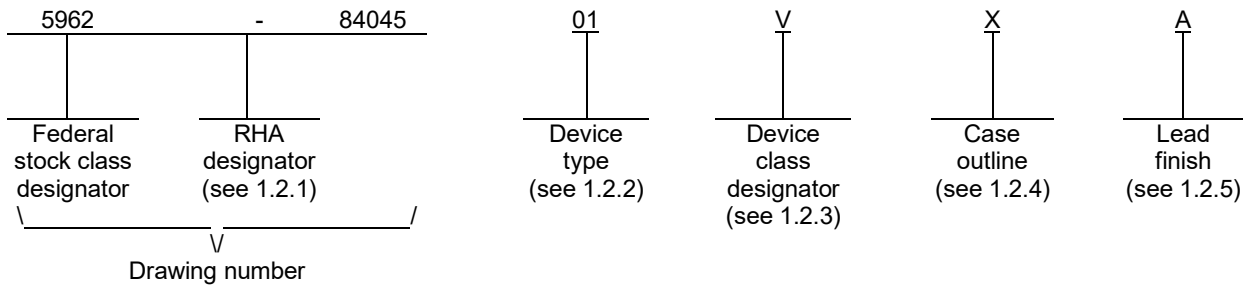 5962 - 84045 01 V X A
Federal stock class designator
RHA designator (see 1.2.1)
Device type (see 1.2.2)
Device class designator (see 1.2.3)
Case outline (see 1.2.4)
Lead finish (see 1.2.5)
\ /
\/
Drawing number